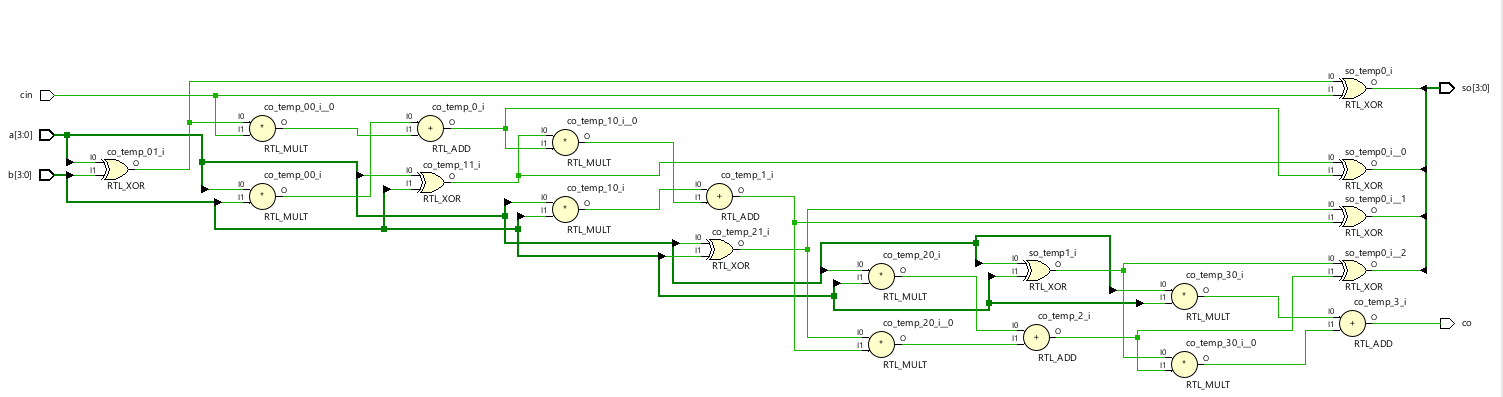 cin
a[3:0]
b[3:0]
I0
I1
co_temp_01_i
O
RTL_XOR
co_temp_00_i__0
I0
I1
*
O
RTL_MULT
co_temp_00_i
I0
I1
*
O
RTL_MULT
co_temp_0_i
I0
I1
+
O
RTL_ADD
co_temp_11_i
I0
I1
O
RTL_XOR
co_temp_10_i__0
I0
I1
*
O
RTL_MULT
co_temp_10_i
I0
I1
*
O
RTL_MULT
co_temp_1_i
I0
I1
+
O
RTL_ADD
co_temp_21_i
I0
I1
O
RTL_XOR
co_temp_20_i
I0
I1
*
O
RTL_MULT
co_temp_20_i__0
I0
I1
*
O
RTL_MULT
so_temp1_i
I0
I1
O
RTL_XOR
co_temp_2_i
I0
I1
+
O
RTL_ADD
co_temp_30_i
I0
I1
*
O
RTL_MULT
co_temp_30_i__0
I0
I1
*
O
RTL_MULT
so_temp0_i
I0
I1
O
RTL_XOR
so_temp0_i__0
I0
I1
O
RTL_XOR
so_temp0_i__1
I0
I1
O
RTL_XOR
so_temp0_i__2
I0
I1
O
RTL_XOR
co_temp_3_i
I0
I1
+
O
RTL_ADD
so[3:0]
co